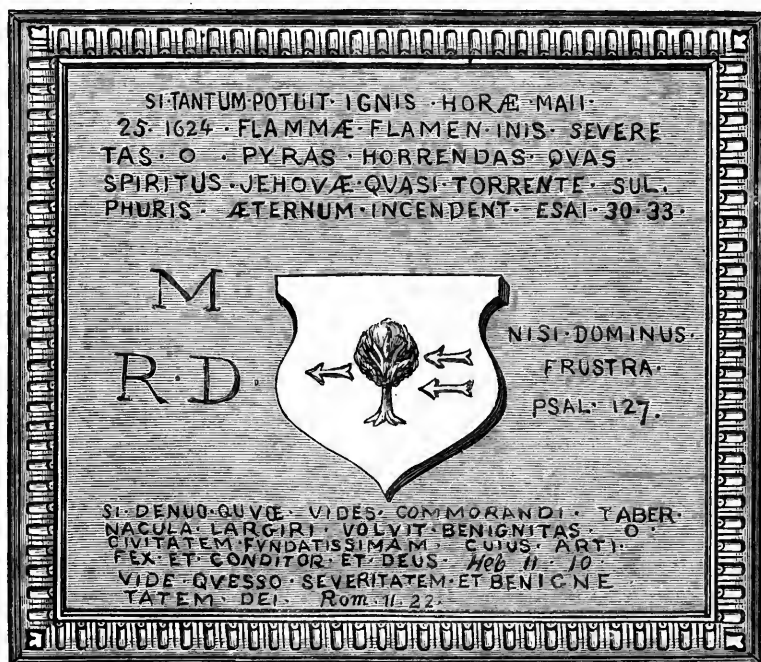 SI·TANTUM·POTUIT· IGNIS ·HORÆ MAII·
25· 1624 · FLAMMÆ·FLAMEN·INIS· SEVERE
TAS · O · PYRAS · HORRENDAS · QVAS ·
SPIRITUS·JEHOVÆ·QUASI·TORRENTE· SUL.
PHURIS· ÆTERNUM·INCENDENT· ESAI·30·33·
M
R·D·
NISI·DOMINUS·
FRUSTRA·
PSAL· 127.
SI·DENUO·QUVŒ· VIDES· COMMORANDI · TABER·
NACULA·LARGIRI· VOLVIT·BENIGNITAS· O·
CIVITATEM·FVNDATISSIMAM· CUIUS· ARTI·
FEX·ET·CONDITOR·ET·DEUS· Heb 11·10·
VIDE·QVESSO·SEVERITATEM·ET·BENIGNE
TATEM· DEI· Rom·11·22·